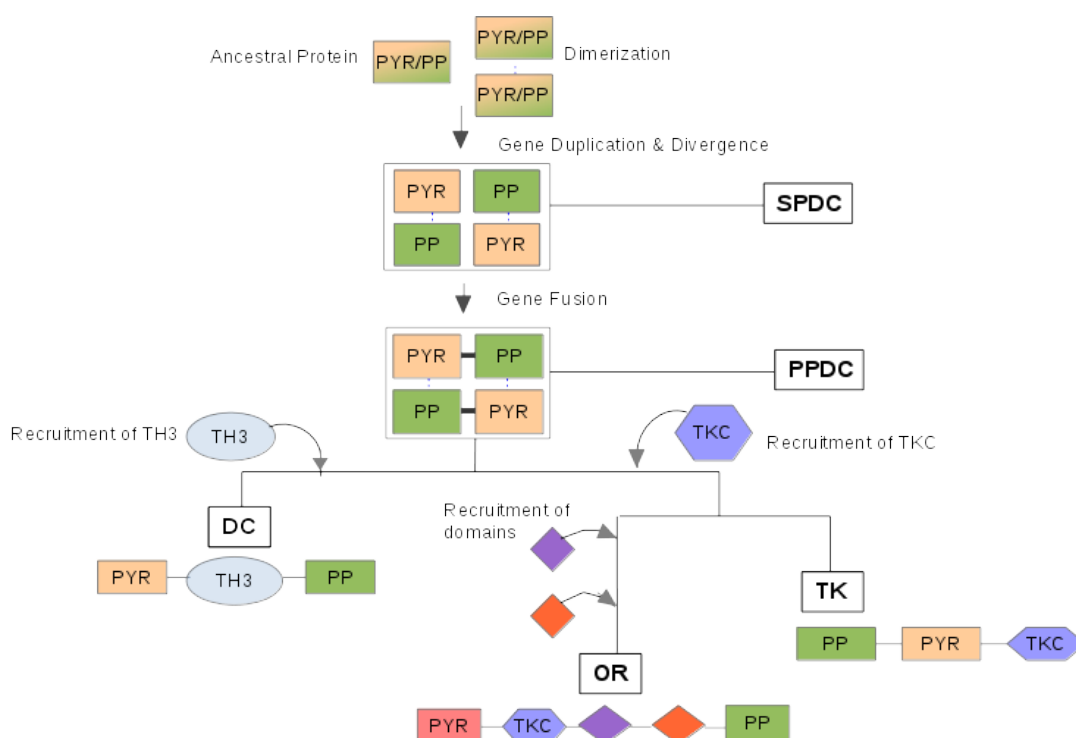 Ancestral Protein
PYR/PP
PYR/PP
Dimerization
PYR/PP
Gene Duplication & Divergence
PYR
PP
SPDC
PP
PYR
Gene Fusion
PYR
PP
PPDC
PP
PYR
Recruitment of TH3
TH3
TKC
Recruitment of TKC
DC
Recruitment of
domains
PYR
TH3
PP
TK
PP
PYR
TKC
OR
PYR
TKC
PP